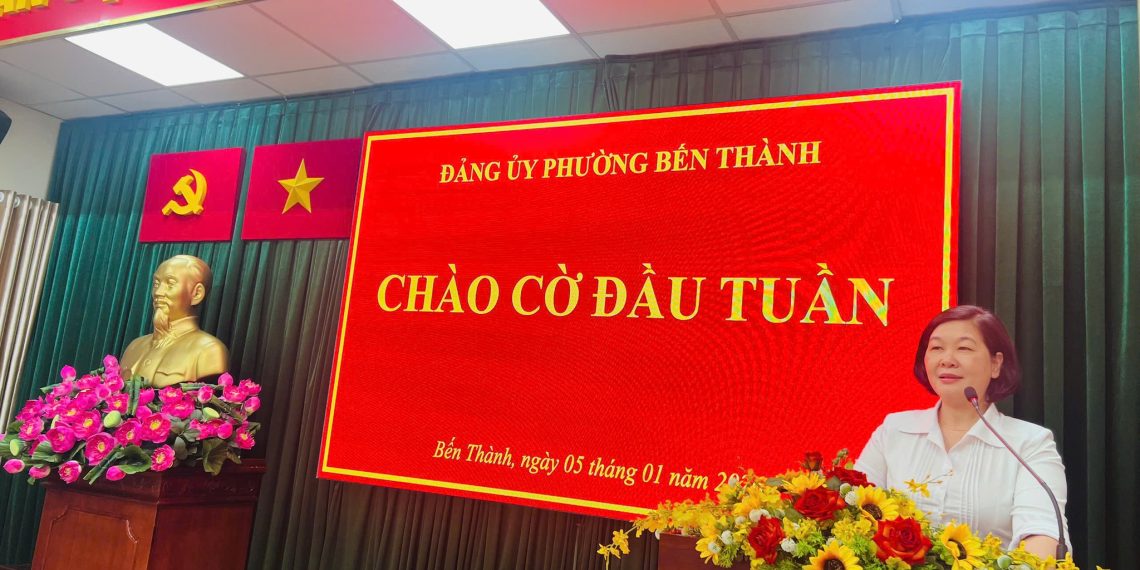 ĐẢNG ỦY PHƯỜNG BẾN THÀNH
CHÀO CỜ ĐẦU TUẦN
Bến Thành, ngày 05 tháng 01 năm